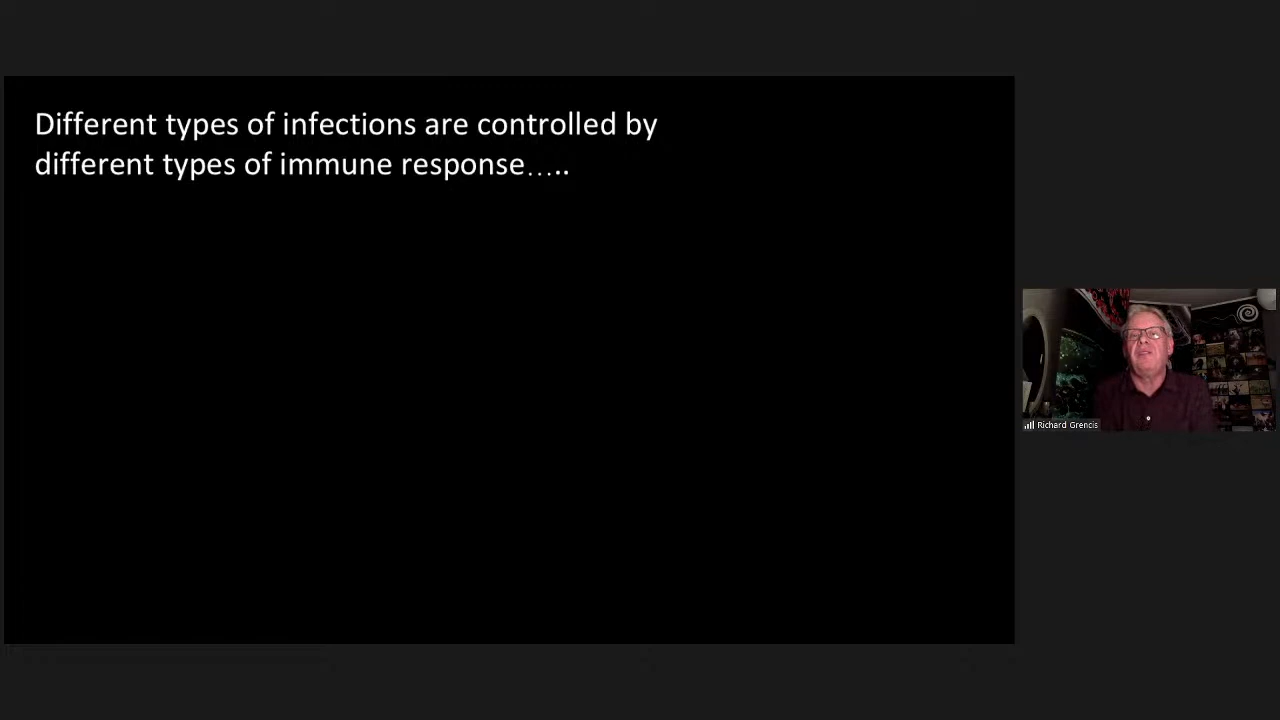 Different types of infections are controlled by
different types of immune response…..
Richard Grencis